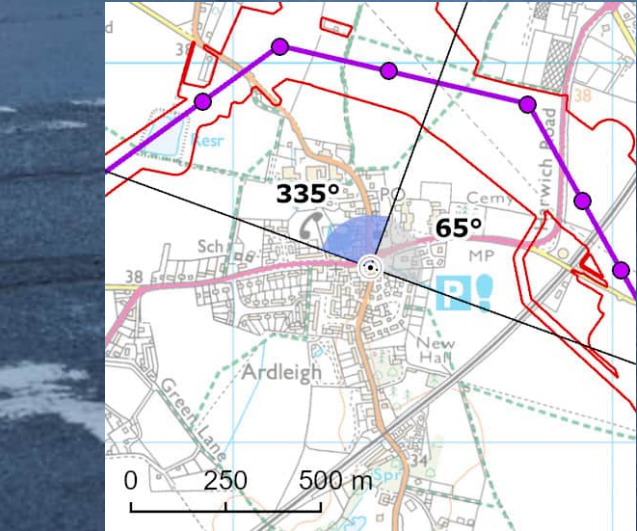 d
38
38
Resr
Harwich Road
335°
PO
Cemy
65°
Sch
MP
38
P
New
Hall
Ardleigh
Green Lane
34
Spr
0 250 500 m